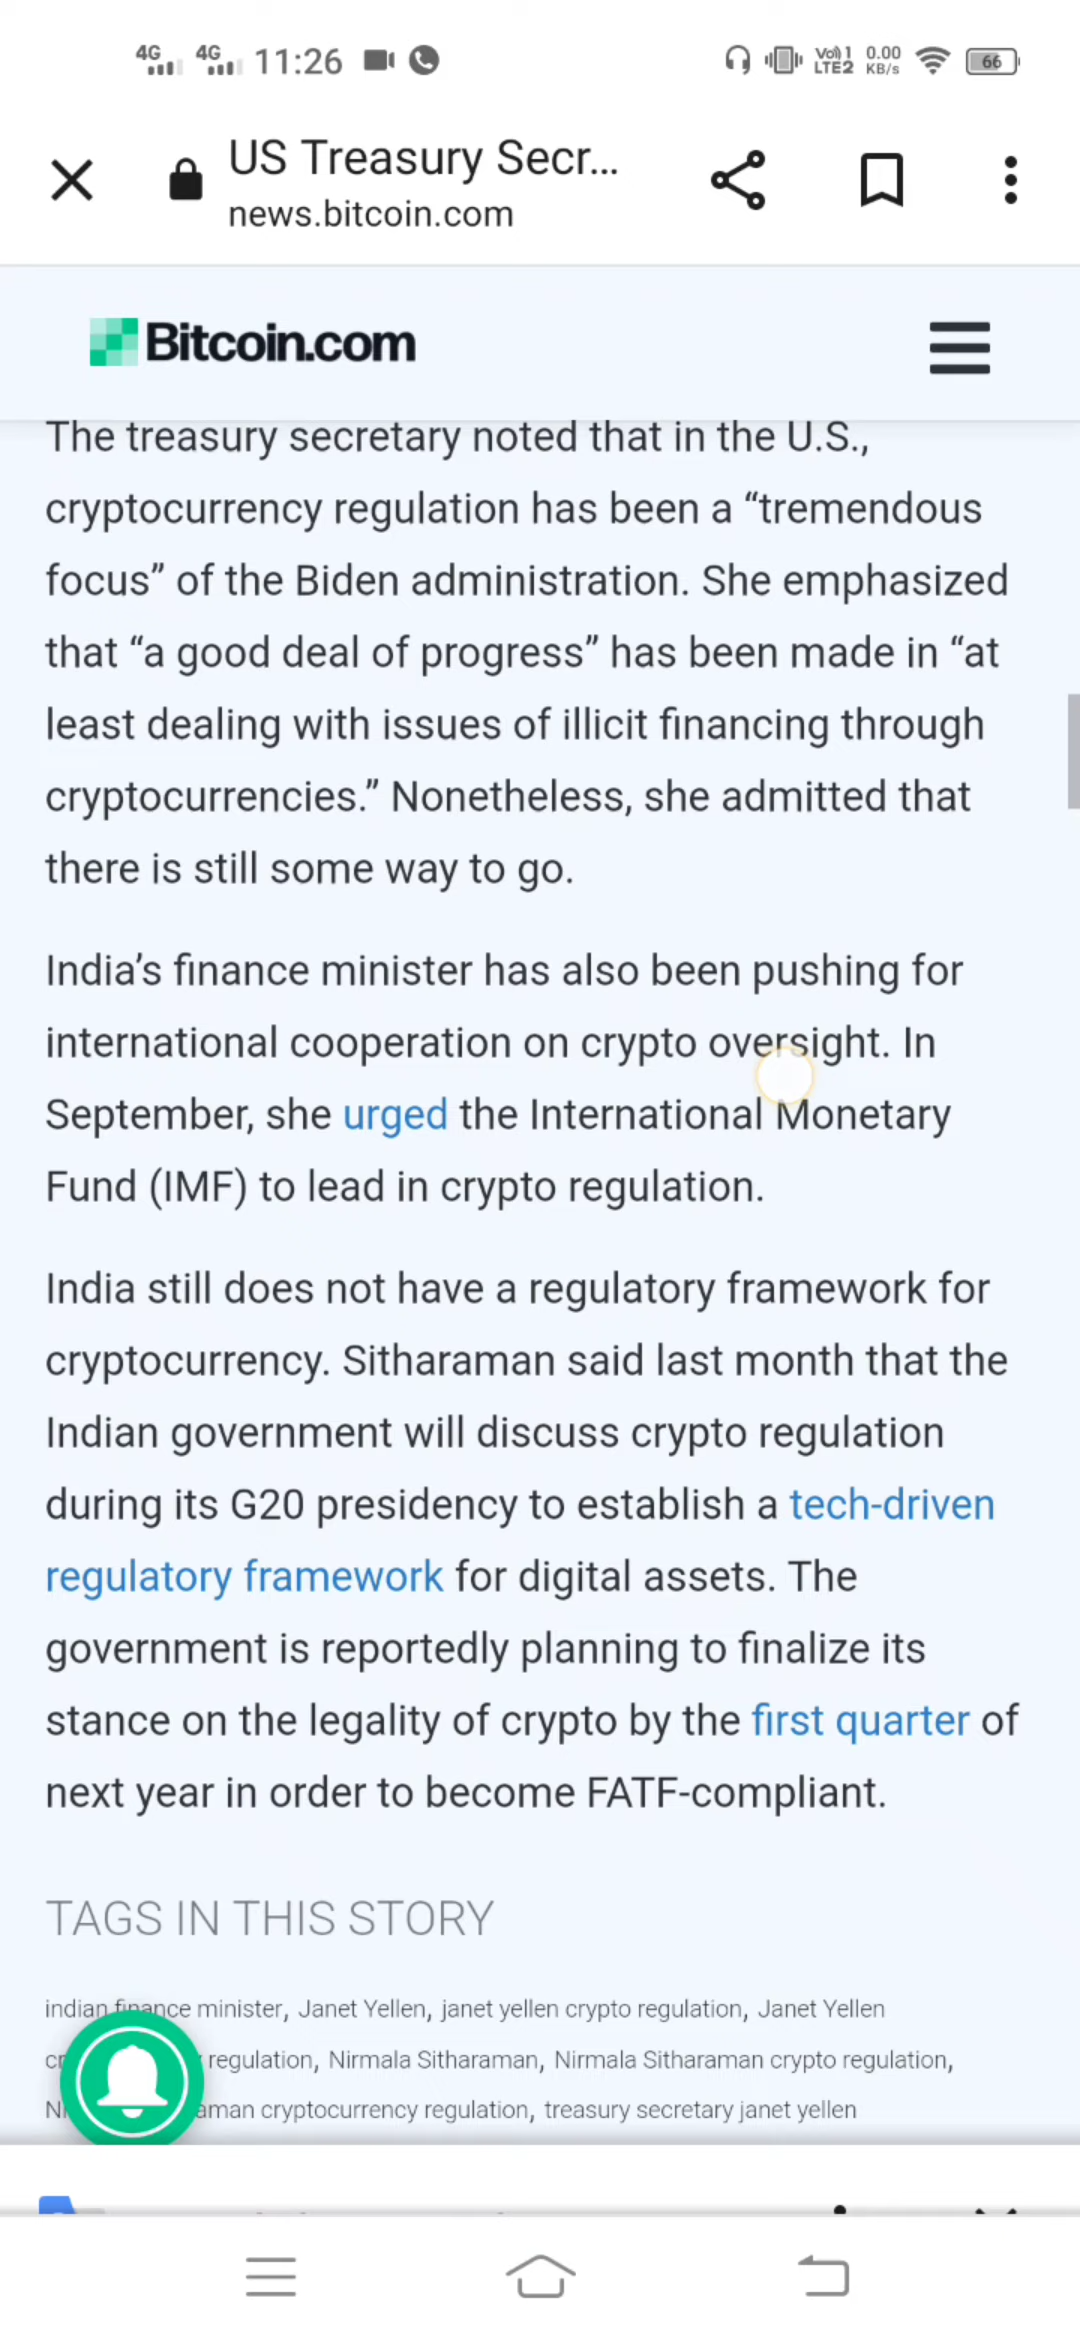 4G 4G 11:26 Vo)) 1 LTE2 0.00 KB/s 66
US Treasury Secr...
news.bitcoin.com
Bitcoin.com
The treasury secretary noted that in the U.S.,
cryptocurrency regulation has been a “tremendous
focus” of the Biden administration. She emphasized
that “a good deal of progress” has been made in “at
least dealing with issues of illicit financing through
cryptocurrencies.” Nonetheless, she admitted that
there is still some way to go.
India’s finance minister has also been pushing for
international cooperation on crypto oversight. In
September, she urged the International Monetary
Fund (IMF) to lead in crypto regulation.
India still does not have a regulatory framework for
cryptocurrency. Sitharaman said last month that the
Indian government will discuss crypto regulation
during its G20 presidency to establish a tech-driven
regulatory framework for digital assets. The
government is reportedly planning to finalize its
stance on the legality of crypto by the first quarter of
next year in order to become FATF-compliant.
TAGS IN THIS STORY
indian finance minister, Janet Yellen, janet yellen crypto regulation, Janet Yellen
regulation, Nirmala Sitharaman, Nirmala Sitharaman crypto regulation,
aman cryptocurrency regulation, treasury secretary janet yellen